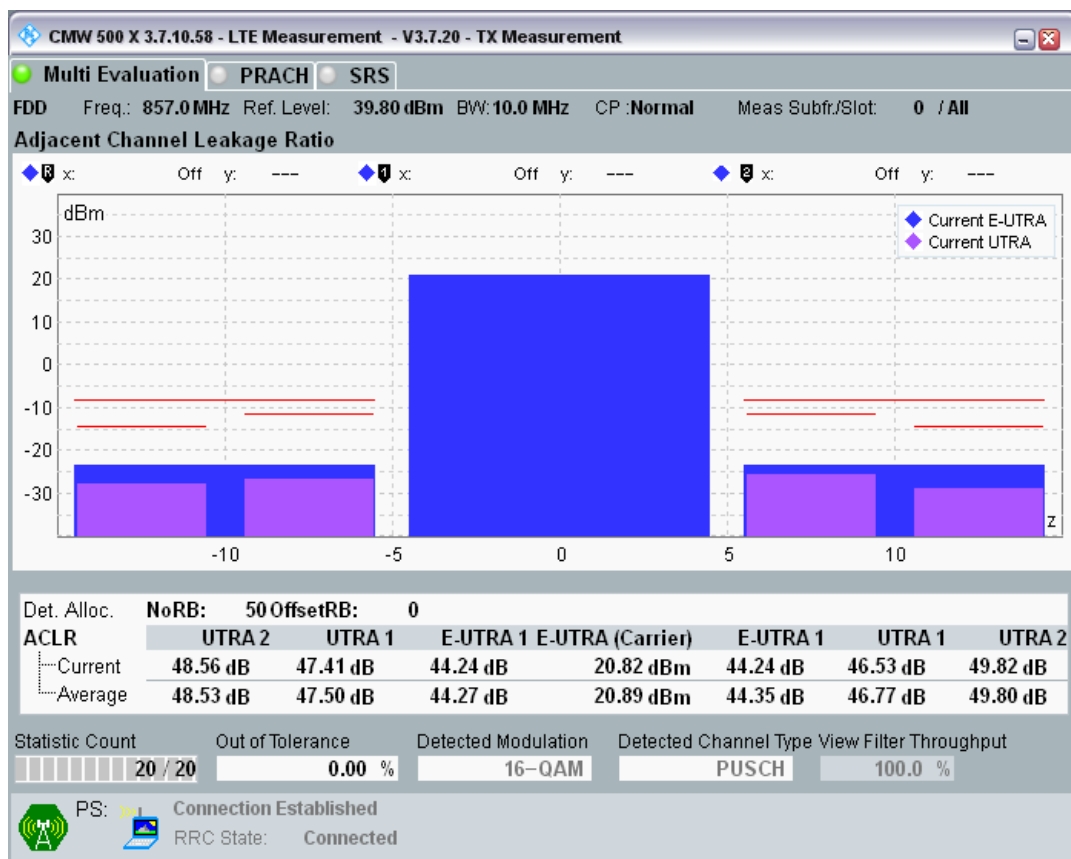 CMW 500 X 3.7.10.58 - LTE Measurement - V3.7.20 - TX Measurement
Multi Evaluation PRACH SRS
FDD Freq.: 857.0 MHz Ref. Level: 39.80 dBm BW: 10.0 MHz CP :Normal Meas Subfr./Slot: 0 / All
Adjacent Channel Leakage Ratio
R x: Off y: --- 1 x: Off y: --- 2 x: Off y: ---
dBm
Current E-UTRA
Current UTRA
30
20
10
0
-10
-20
-30
z
-10 -5 0 5 10
Det. Alloc. NoRB: 50 OffsetRB: 0
ACLR UTRA 2 UTRA 1 E-UTRA 1 E-UTRA (Carrier) E-UTRA 1 UTRA 1 UTRA 2
Current 48.56 dB 47.41 dB 44.24 dB 20.82 dBm 44.24 dB 46.53 dB 49.82 dB
Average 48.53 dB 47.50 dB 44.27 dB 20.89 dBm 44.35 dB 46.77 dB 49.80 dB
Statistic Count Out of Tolerance Detected Modulation Detected Channel Type View Filter Throughput
20 / 20 0.00 % 16-QAM PUSCH 100.0 %
PS: Connection Established
RRC State: Connected